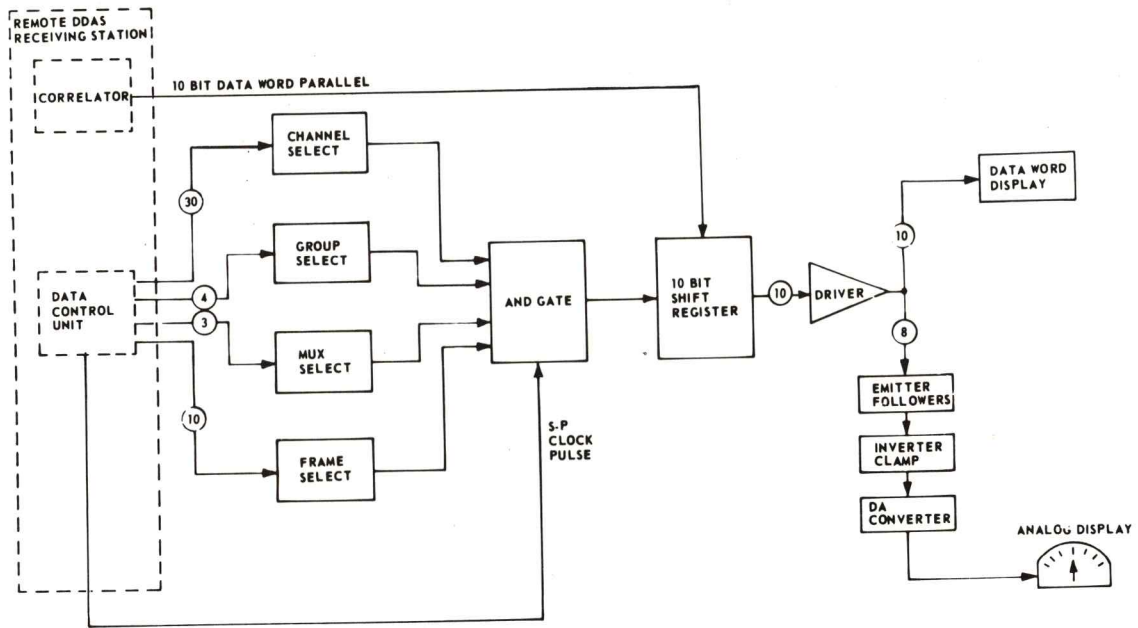 REMOTE DDAS
RECEIVING STATION
CORRELATOR
10 BIT DATA WORD PARALLEL
CHANNEL
SELECT
30
GROUP
SELECT
4
3
DATA
CONTROL
UNIT
MUX
SELECT
10
FRAME
SELECT
AND GATE
S-P
CLOCK
PULSE
10 BIT
SHIFT
REGISTER
10
DRIVER
10
DATA WORD
DISPLAY
8
EMITTER
FOLLOWERS
INVERTER
CLAMP
DA
CONVERTER
ANALOG DISPLAY